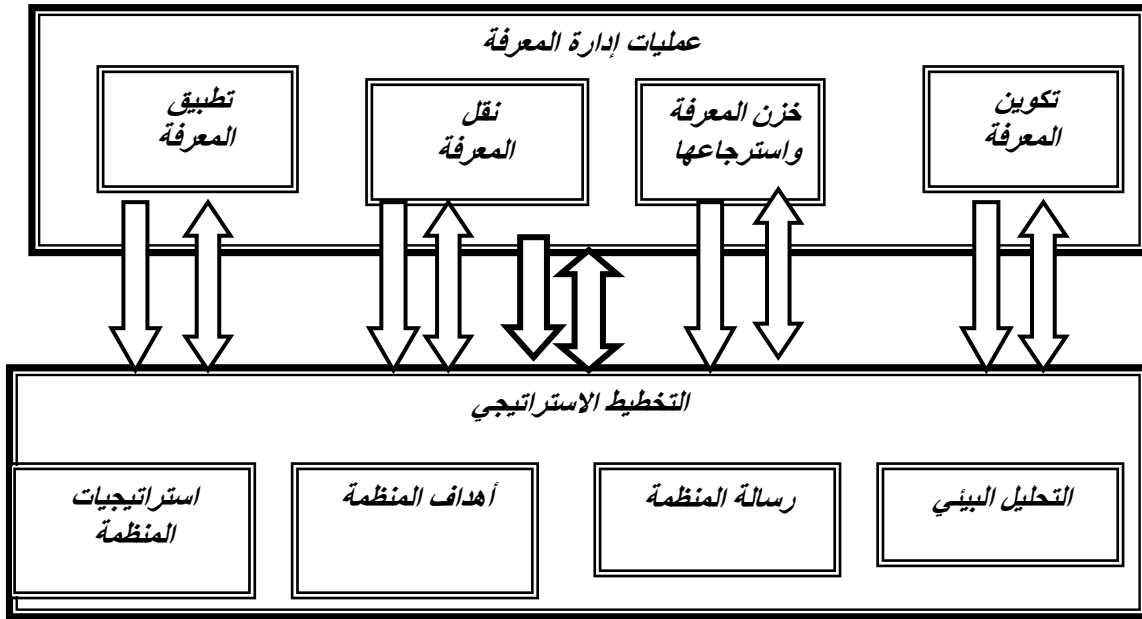 عمليات إدارة المعرفة
تكوين
المعرفة
خزن المعرفة
واسترجاعها
نقل
المعرفة
تطبيق
المعرفة
التخطيط الاستراتيجي
التحليل البيئي
رسالة المنظمة
أهداف المنظمة
استراتيجيات
المنظمة